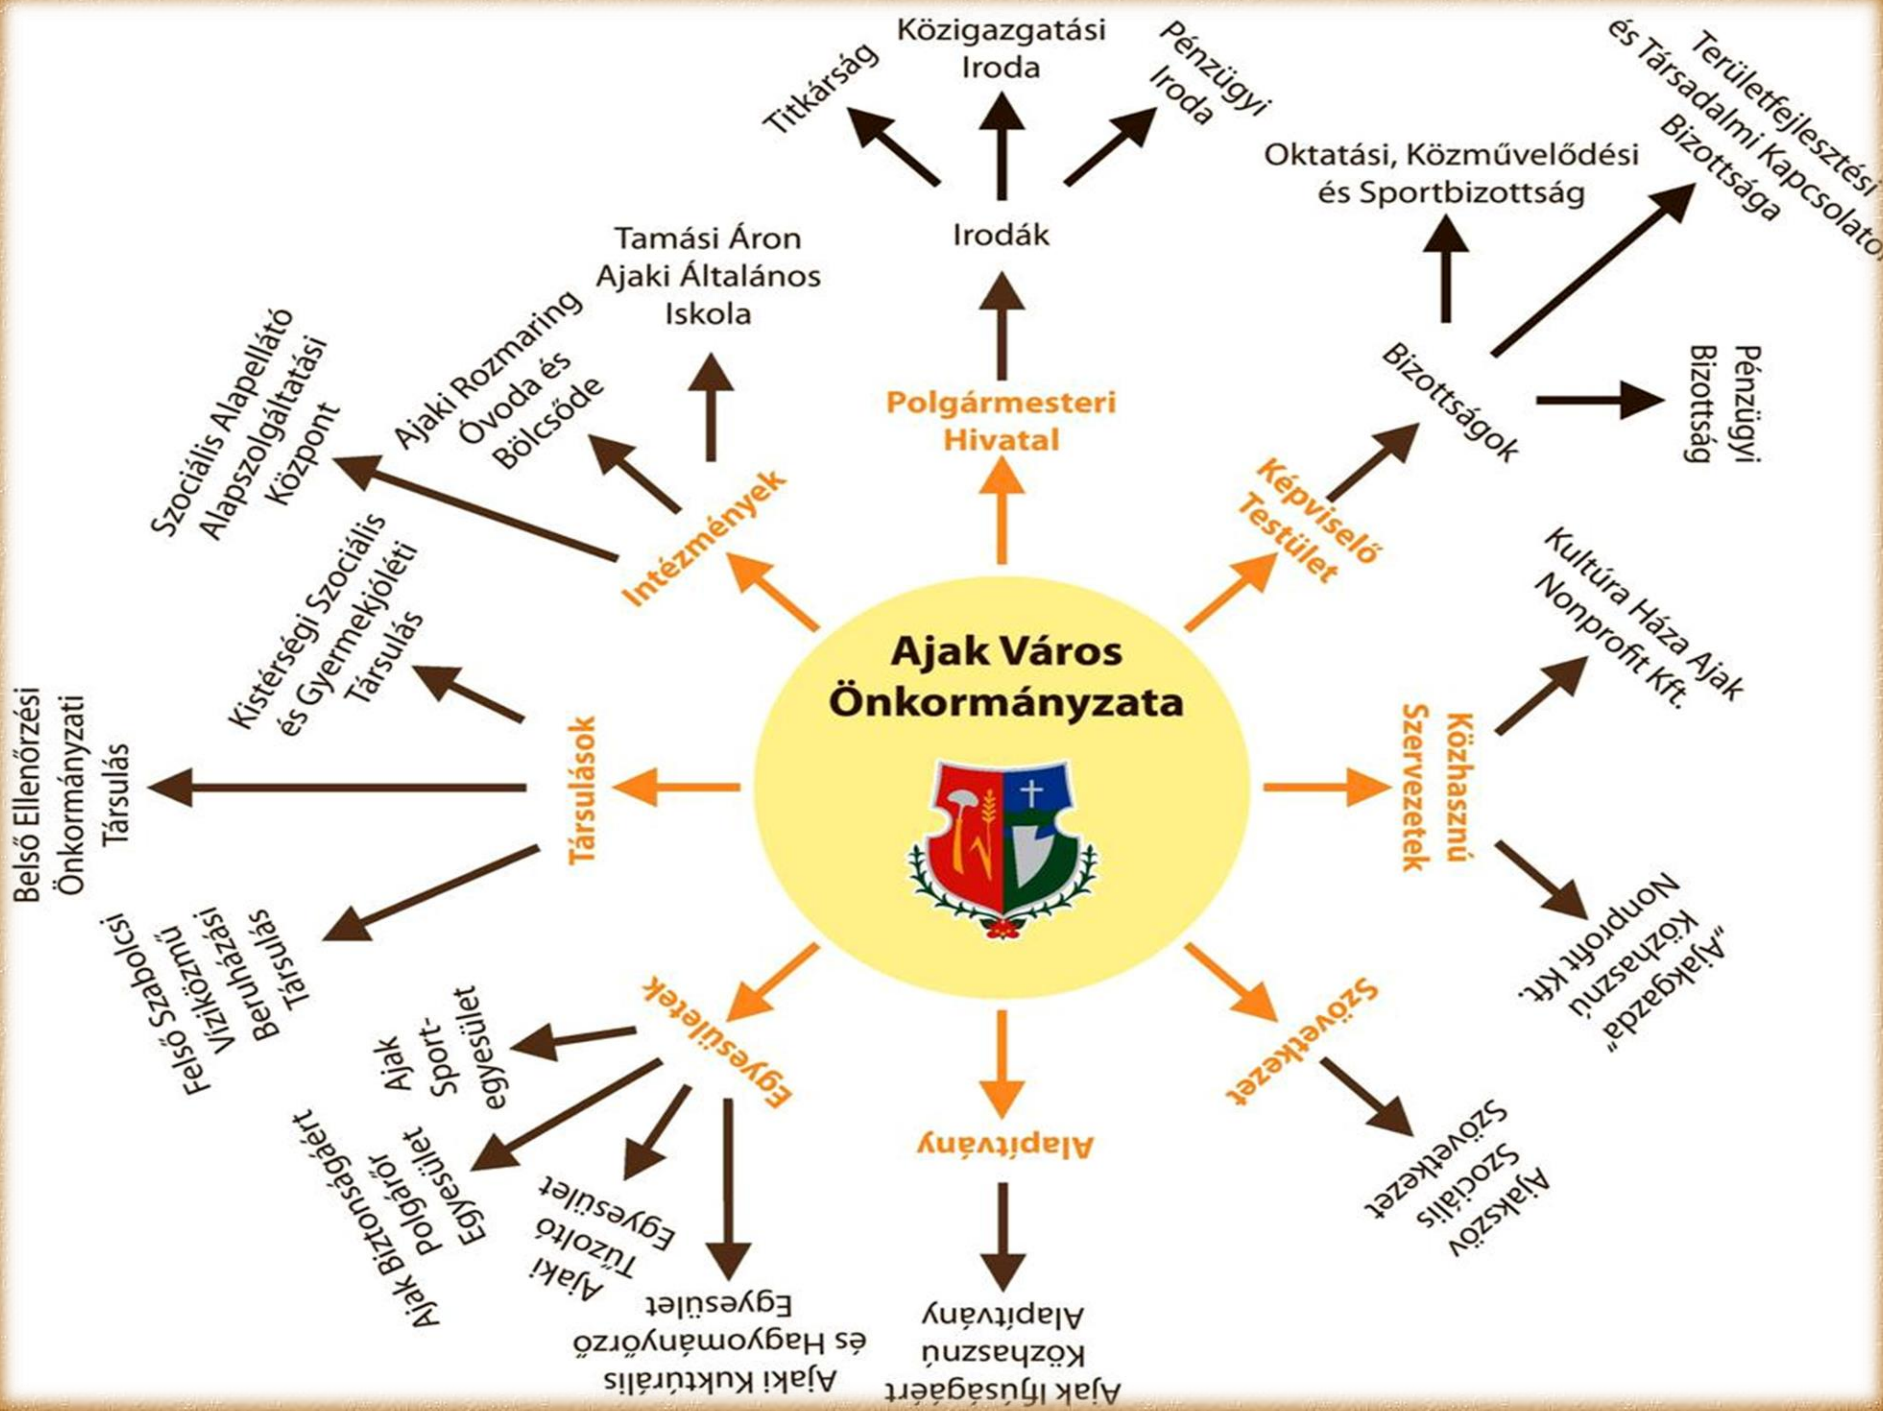 Ajak Város
Önkormányzata
Polgármesteri
Hivatal
Irodák
Titkárság
Közigazgatási
Iroda
Pénzügyi
Iroda
Képviselő
Testület
Bizottságok
Oktatási, Közművelődési
és Sportbizottság
Területfejlesztési
és Társadalmi Kapcsolato
Bizottsága
Pénzügyi
Bizottság
Közhasznú
Szervezetek
Kultúra Háza Ajak
Nonprofit Kft.
„Ajakgazda"
Közhasznú
Nonprofit Kft.
Szövetkezet
Ajakszöv
Szociális
Szövetkezet
Alapítvány
Ajak Ifjúságáért
Közhasznú
Alapítvány
Egyesületek
Ajaki Kuktúrális
és Hagyományőrző
Egyesület
Ajaki
Tűzoltó
Egyesület
Ajak Biztonságáért
Polgárőr
Egyesület
Ajak
Sport-
egyesület
Társulások
Felső Szabolcsi
Víziközmű
Beruházási
Társulás
Belső Ellenőrzési
Önkormányzati
Társulás
Kistérségi Szociális
és Gyermekjóléti
Társulás
Intézmények
Szociális Alapellátó
Alapszolgáltatási
Központ
Ajaki Rozmaring
Óvoda és
Bölcsőde
Tamási Áron
Ajaki Általános
Iskola